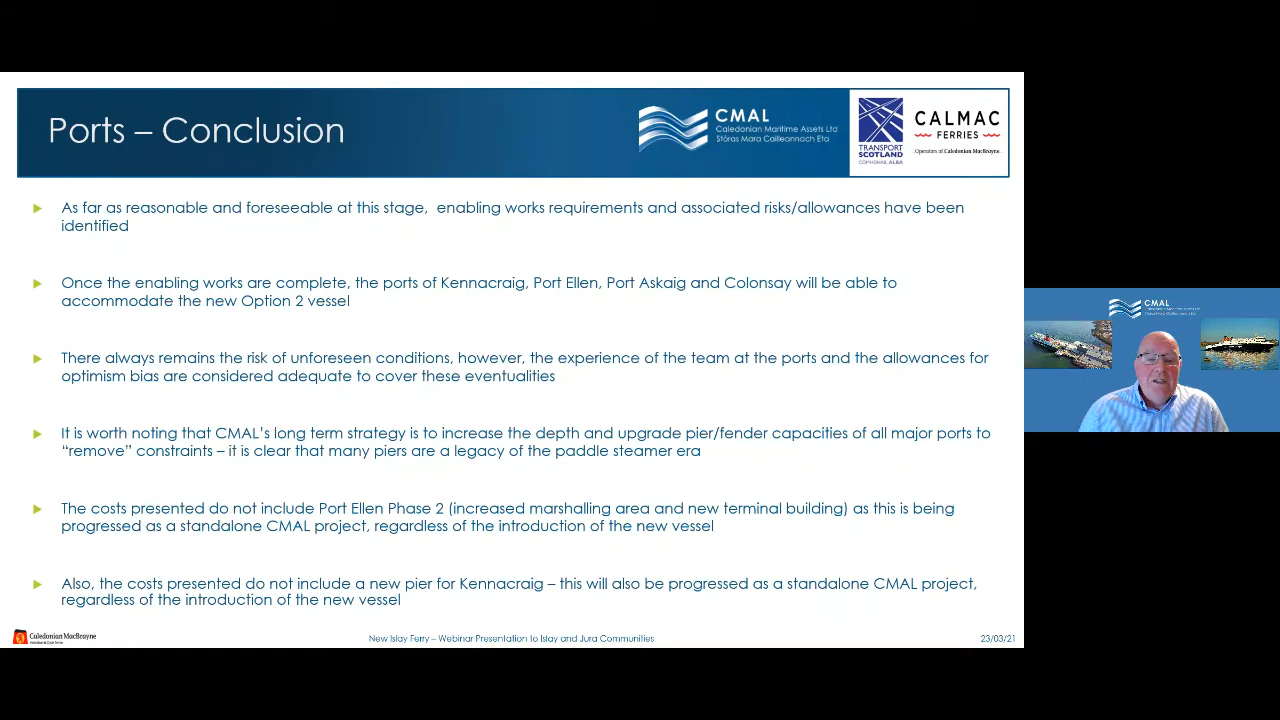 Ports – Conclusion
CMAL
Caledonian Maritime Assets Ltd
Stòras Mara Cailleannach Eta
TRANSPORT
SCOTLAND
CÒMHDHAIL ALBA
CALMAC
FERRIES
Operators of Caledonian MacBrayne
As far as reasonable and foreseeable at this stage, enabling works requirements and associated risks/allowances have been
identified
Once the enabling works are complete, the ports of Kennacraig, Port Ellen, Port Askaig and Colonsay will be able to
accommodate the new Option 2 vessel
There always remains the risk of unforeseen conditions, however, the experience of the team at the ports and the allowances for
optimism bias are considered adequate to cover these eventualities
It is worth noting that CMAL's long term strategy is to increase the depth and upgrade pier/fender capacities of all major ports to
“remove” constraints – it is clear that many piers are a legacy of the paddle steamer era
The costs presented do not include Port Ellen Phase 2 (increased marshalling area and new terminal building) as this is being
progressed as a standalone CMAL project, regardless of the introduction of the new vessel
Also, the costs presented do not include a new pier for Kennacraig – this will also be progressed as a standalone CMAL project,
regardless of the introduction of the new vessel
Caledonian MacBrayne
New Islay Ferry – Webinar Presentation to Islay and Jura Communities
23/03/21
CMAL